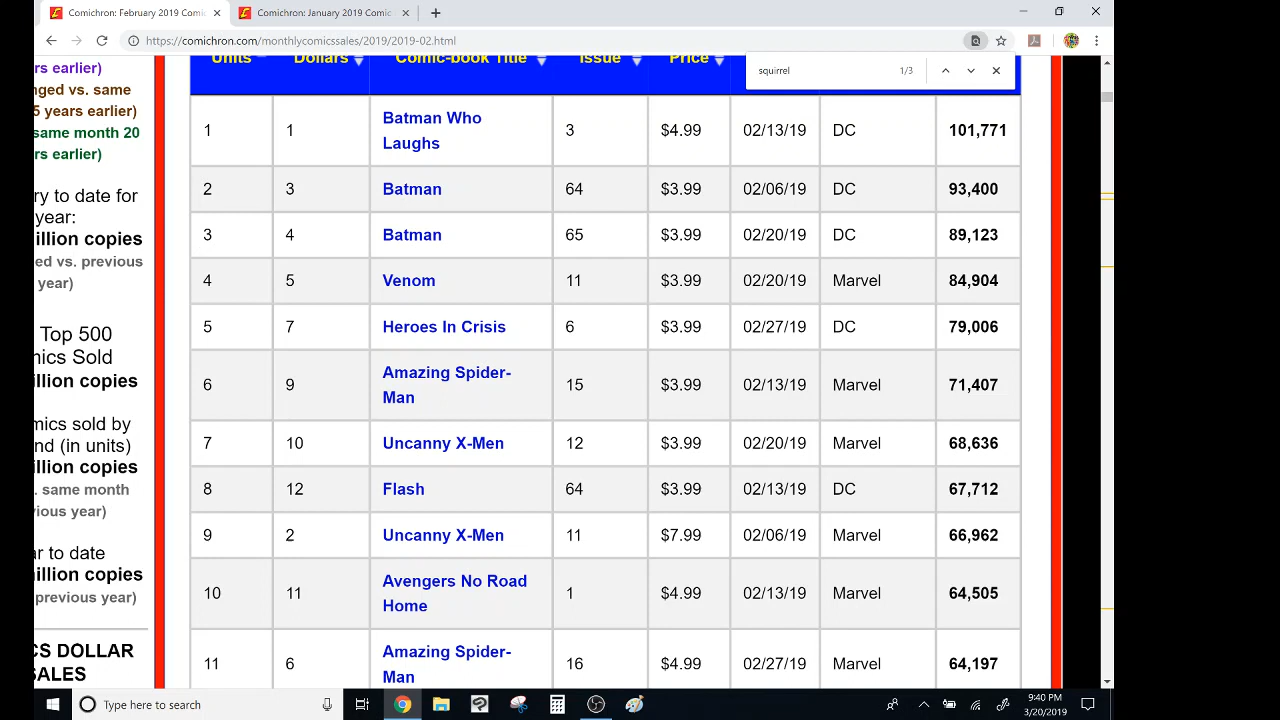 Comichron: February 2019 Comic
Comichron: January 2019 Comic
https://comichron.com/monthlycomicssales/2019/2019-02.html
squirrel 1/3
rs earlier)
nged vs. same
5 years earlier)
same month 20
rs earlier)
ry to date for
year:
illion copies
ed vs. previous
year)
Top 500
nics Sold
illion copies
mics sold by
nd (in units)
illion copies
. same month
vious year)
ar to date
nillion copies
previous year)
CS DOLLAR
SALES
Units Dollars Comic-book Title Issue Price
1 1 Batman Who Laughs 3 $4.99 02/13/19 DC 101,771
2 3 Batman 64 $3.99 02/06/19 DC 93,400
3 4 Batman 65 $3.99 02/20/19 DC 89,123
4 5 Venom 11 $3.99 02/20/19 Marvel 84,904
5 7 Heroes In Crisis 6 $3.99 02/27/19 DC 79,006
6 9 Amazing Spider-Man 15 $3.99 02/13/19 Marvel 71,407
7 10 Uncanny X-Men 12 $3.99 02/20/19 Marvel 68,636
8 12 Flash 64 $3.99 02/13/19 DC 67,712
9 2 Uncanny X-Men 11 $7.99 02/06/19 Marvel 66,962
10 11 Avengers No Road Home 1 $4.99 02/13/19 Marvel 64,505
11 6 Amazing Spider-Man 16 $4.99 02/27/19 Marvel 64,197
Type here to search
9:40 PM
3/20/2019